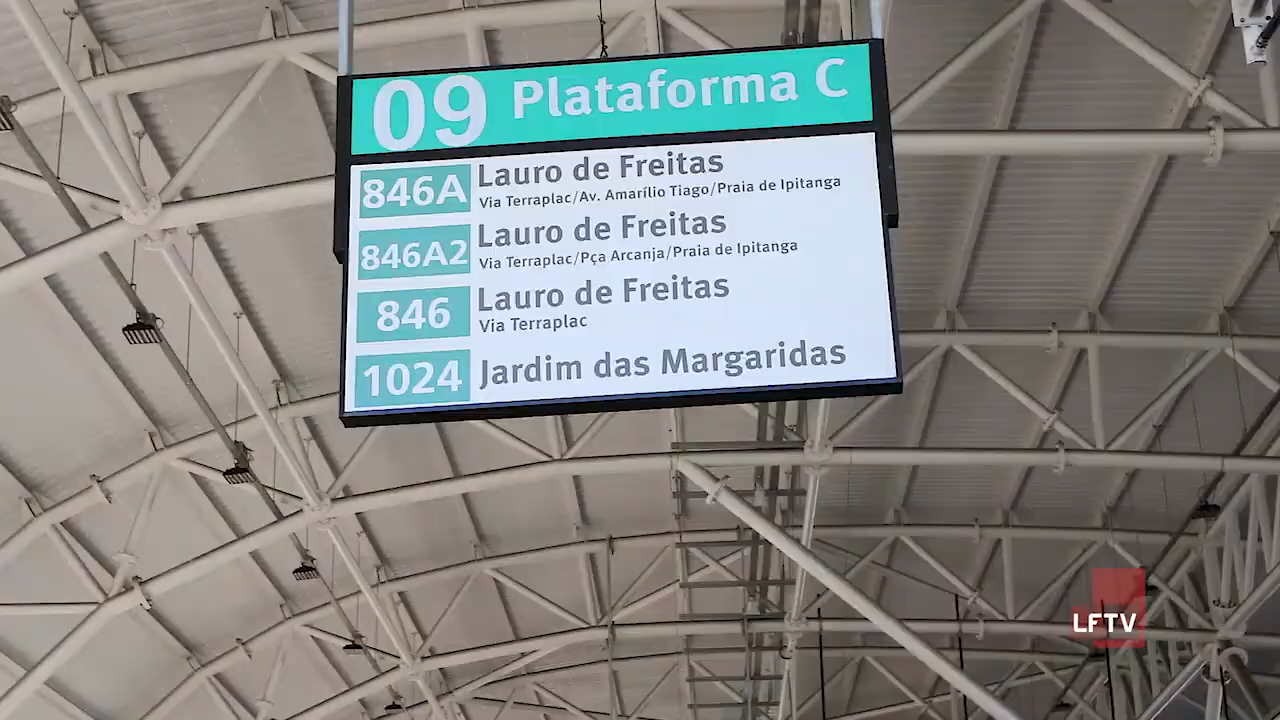 09 Plataforma C
846A Lauro de Freitas
Via Terraplac/Av. Amarílio Tiago/Praia de Ipitanga
846A2 Lauro de Freitas
Via Terraplac/Pça Arcanja/Praia de Ipitanga
846 Lauro de Freitas
Via Terraplac
1024 Jardim das Margaridas
LFTV